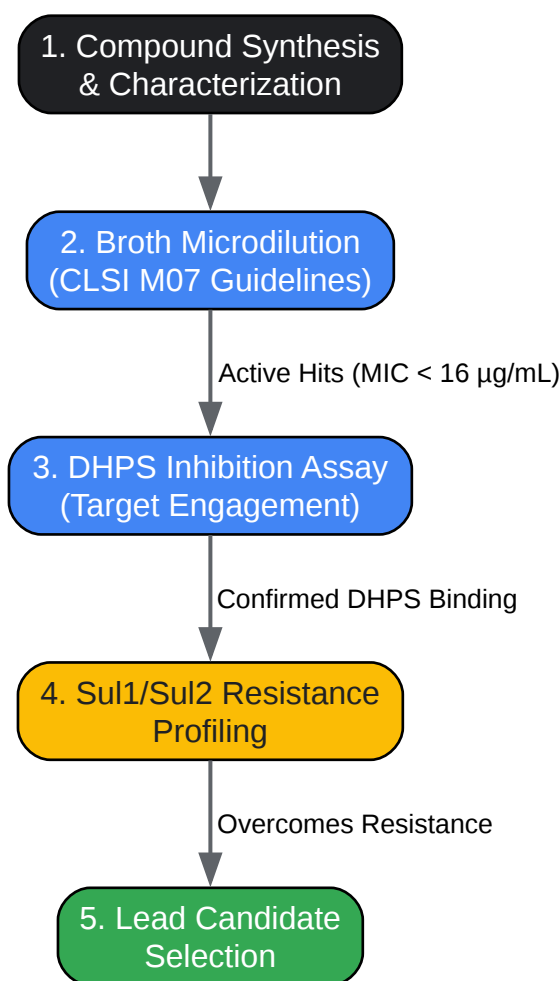 1. Compound Synthesis
& Characterization
2. Broth Microdilution
(CLSI M07 Guidelines)
Active Hits (MIC < 16 µg/mL)
3. DHPS Inhibition Assay
(Target Engagement)
Confirmed DHPS Binding
4. Sul1/Sul2 Resistance
Profiling
Overcomes Resistance
5. Lead Candidate
Selection